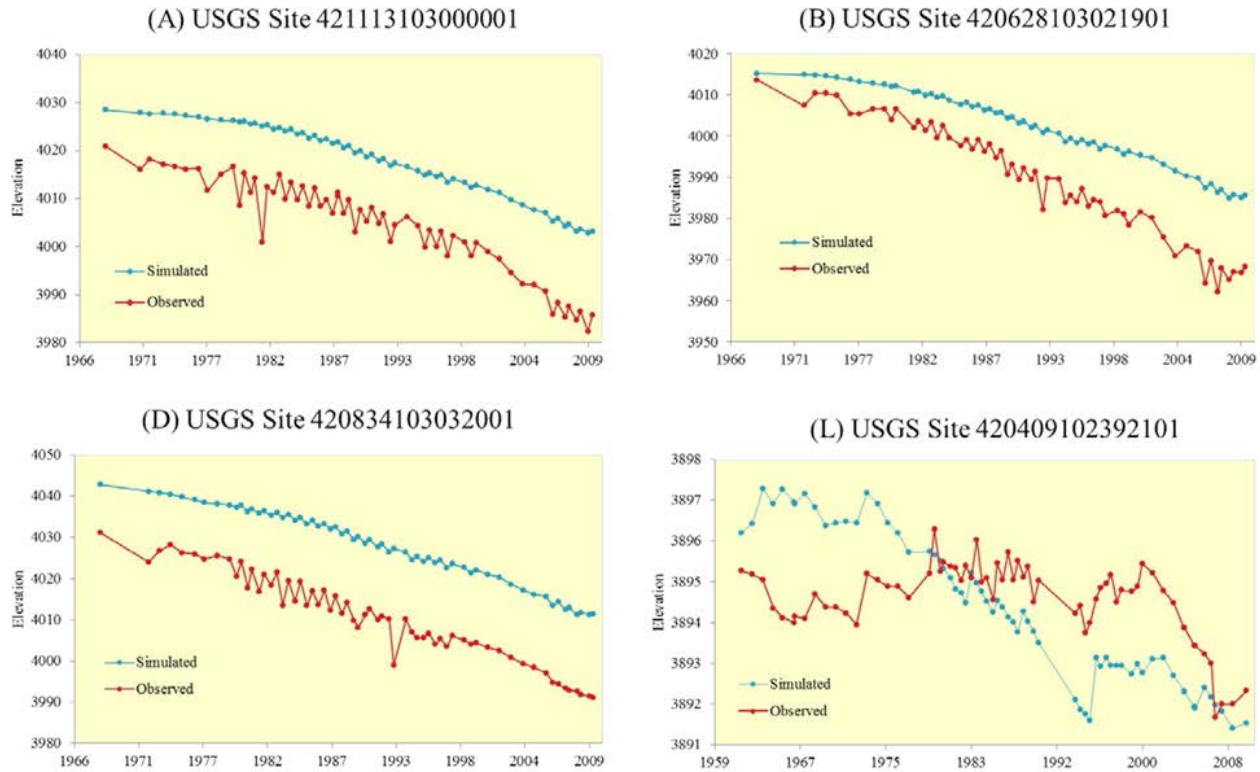 (A) USGS Site 421113103000001
4040
4030
4020
4010
4000
3990
3980
Elevation
Simulated
Observed
1966 1971 1977 1982 1987 1993 1998 2004 2009
(B) USGS Site 420628103021901
4020
4010
4000
3990
3980
3970
3960
3950
Elevation
Simulated
Observed
1966 1971 1977 1982 1987 1993 1998 2004 2009
(D) USGS Site 420834103032001
4050
4040
4030
4020
4010
4000
3990
3980
Elevation
Simulated
Observed
1966 1971 1977 1982 1987 1993 1998 2004 2009
(L) USGS Site 420409102392101
3898
3897
3896
3895
3894
3893
3892
3891
Elevation
Simulated
Observed
1959 1967 1975 1983 1992 2000 2008